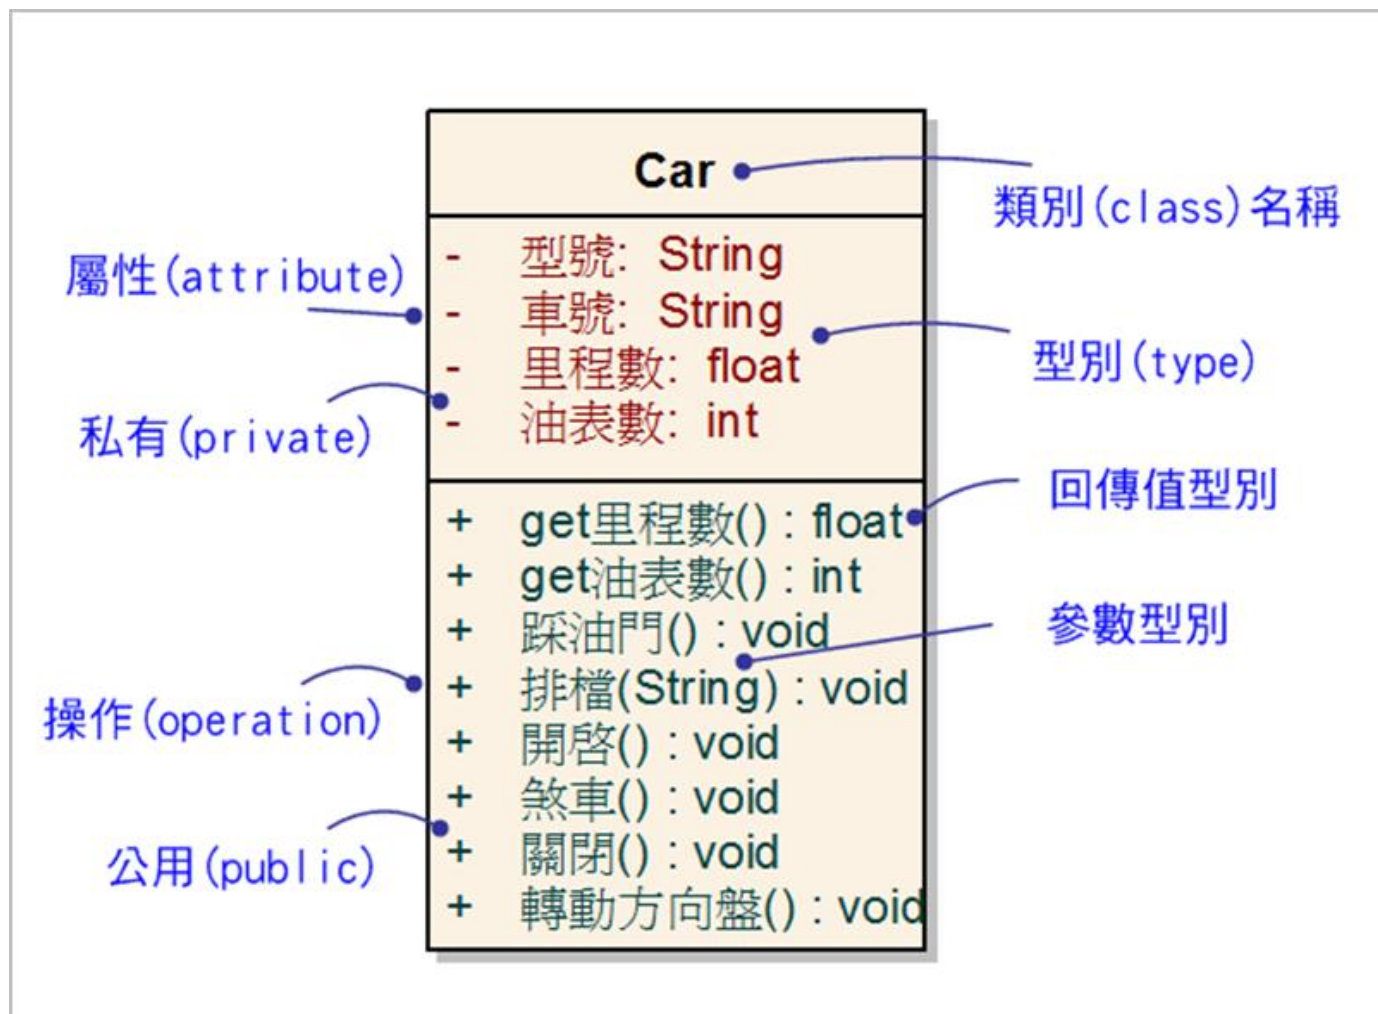 Car
類別(class)名稱
屬性(attribute)
- 型號: String
- 車號: String
- 里程數: float
- 油表數: int
型別(type)
私有(private)
+ get里程數() : float
+ get油表數() : int
+ 踩油門() : void
+ 排檔(String) : void
+ 開啓() : void
+ 煞車() : void
+ 關閉() : void
+ 轉動方向盤() : void
回傳值型別
參數型別
操作(operation)
公用(public)